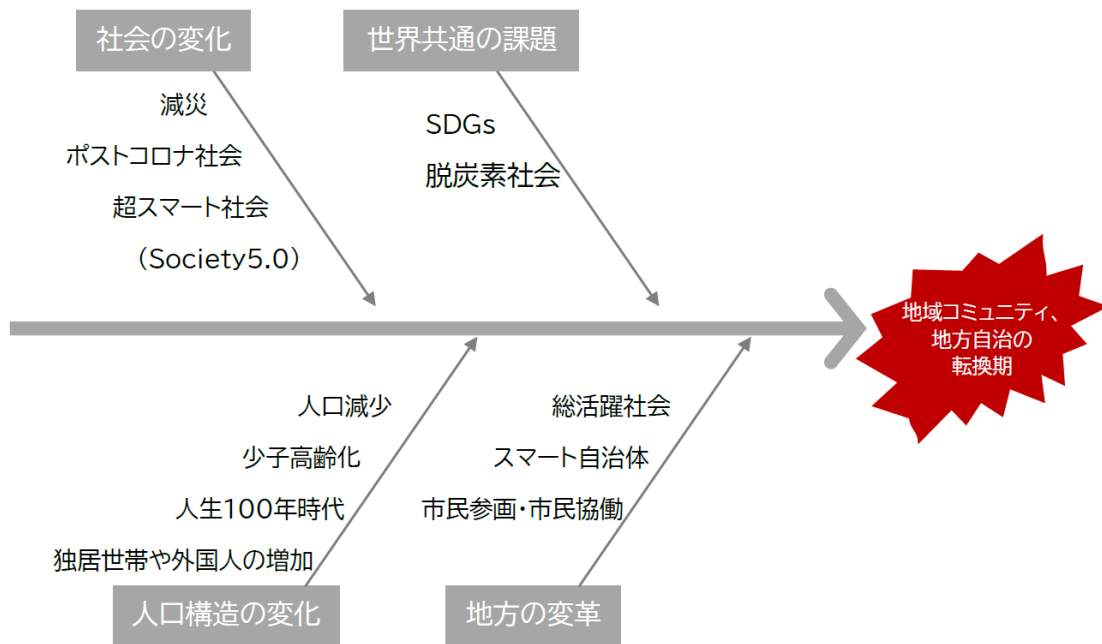 社会の変化
減災
ポストコロナ社会
超スマート社会
（Society5.0）
世界共通の課題
SDGs
脱炭素社会
地域コミュニティ、
地方自治の
転換期
人口減少
少子高齢化
人生100年時代
独居世帯や外国人の増加
人口構造の変化
総活躍社会
スマート自治体
市民参画・市民協働
地方の変革